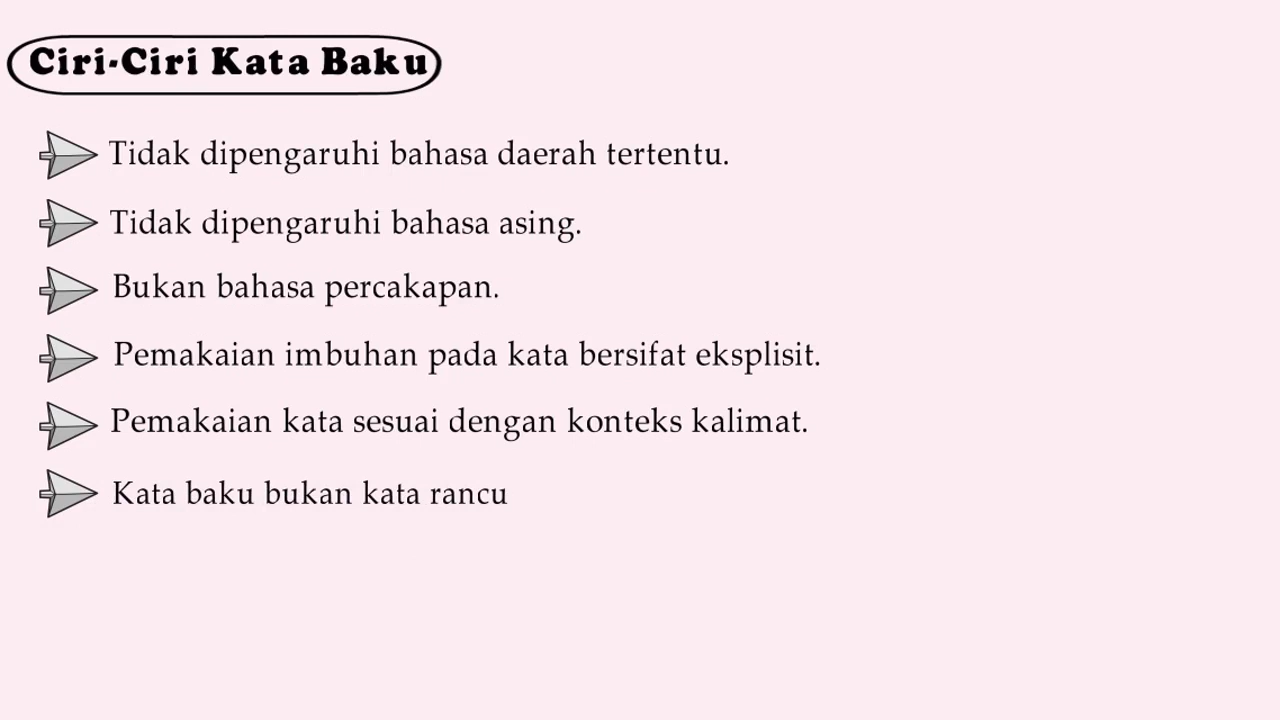 Ciri-Ciri Kata Baku
Tidak dipengaruhi bahasa daerah tertentu.
Tidak dipengaruhi bahasa asing.
Bukan bahasa percakapan.
Pemakaian imbuhan pada kata bersifat eksplisit.
Pemakaian kata sesuai dengan konteks kalimat.
Kata baku bukan kata rancu